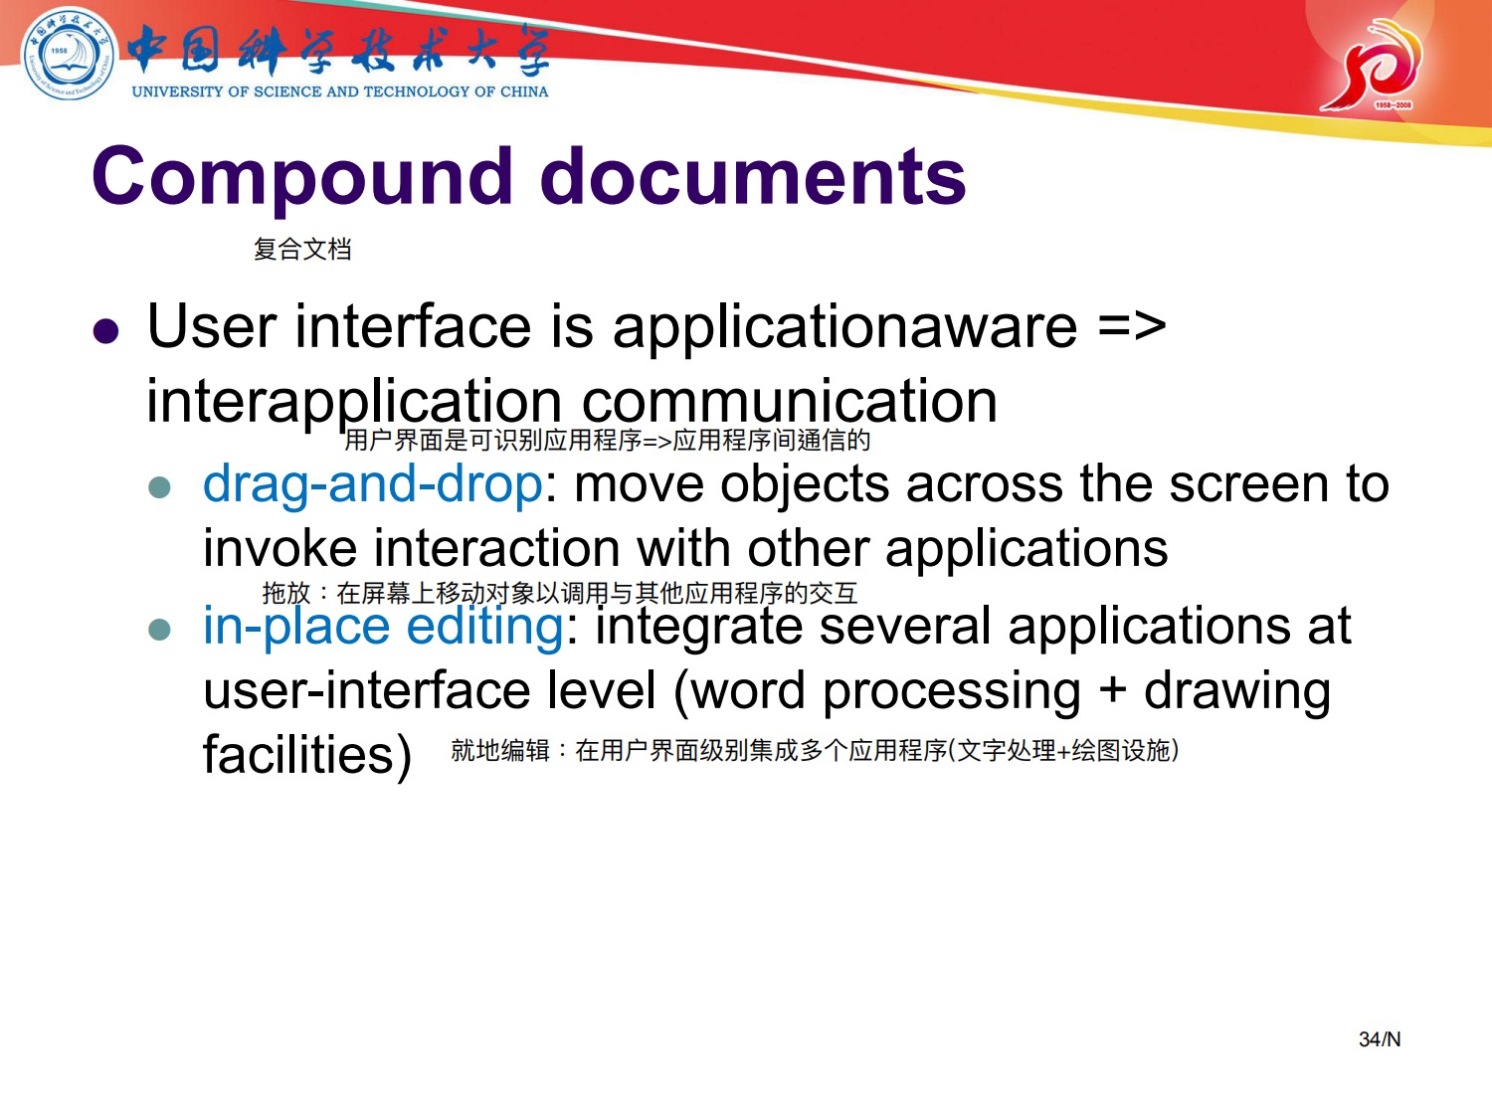 中国科学技术大学
UNIVERSITY OF SCIENCE AND TECHNOLOGY OF CHINA
1958
1958—2008
Compound documents
复合文档
User interface is applicationaware =>
interapplication communication
用户界面是可识别应用程序=>应用程序间通信的
drag-and-drop: move objects across the screen to
invoke interaction with other applications
拖放：在屏幕上移动对象以调用与其他应用程序的交互
in-place editing: integrate several applications at
user-interface level (word processing + drawing
facilities)
就地编辑：在用户界面级别集成多个应用程序(文字处理+绘图设施)
34/N